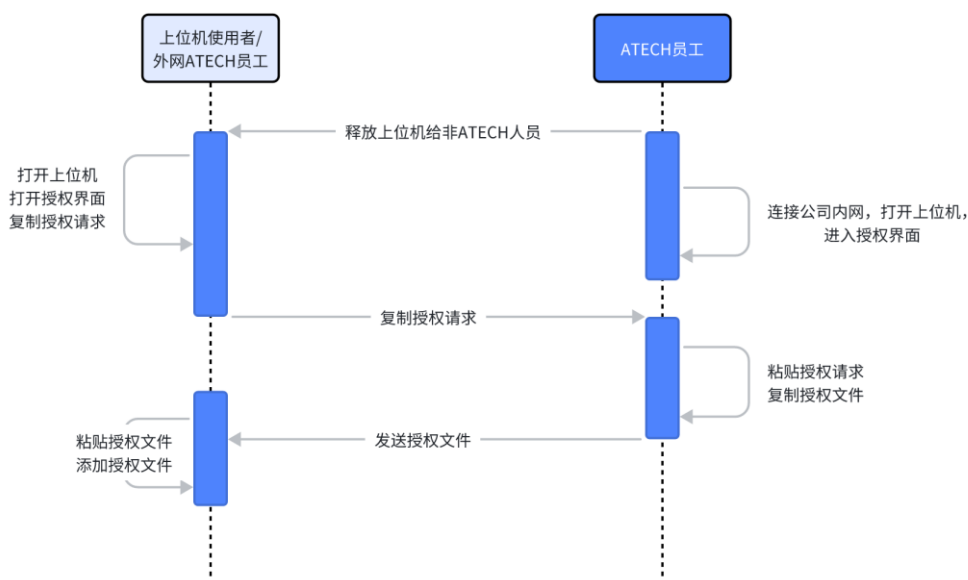 上位机使用者/
外网ATECH员工
ATECH员工
释放上位机给非ATECH人员
打开上位机
打开授权界面
复制授权请求
连接公司内网，打开上位机，
进入授权界面
复制授权请求
粘贴授权请求
复制授权文件
发送授权文件
粘贴授权文件
添加授权文件